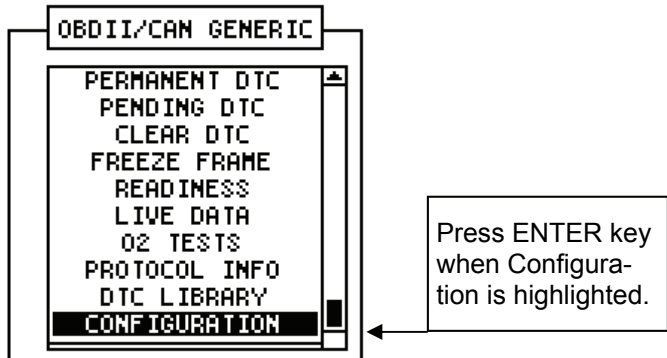 OBDII/CAN GENERIC
PERMANENT DTC
PENDING DTC
CLEAR DTC
FREEZE FRAME
READINESS
LIVE DATA
O2 TESTS
PROTOCOL INFO
DTC LIBRARY
CONFIGURATION
Press ENTER key
when Configura-
tion is highlighted.